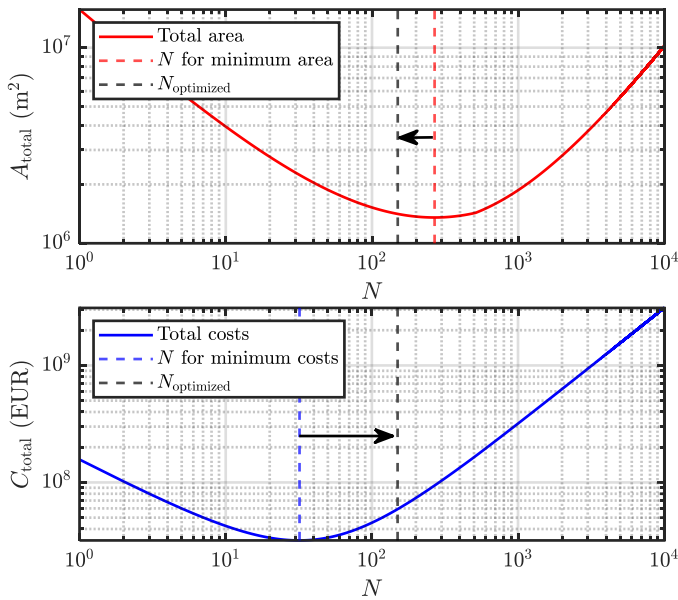 10^7
10^6
A_total (m^2)
Total area
N for minimum area
N_optimized
10^0 10^1 10^2 10^3 10^4
N
10^9
10^8
C_total (EUR)
Total costs
N for minimum costs
N_optimized
10^0 10^1 10^2 10^3 10^4
N